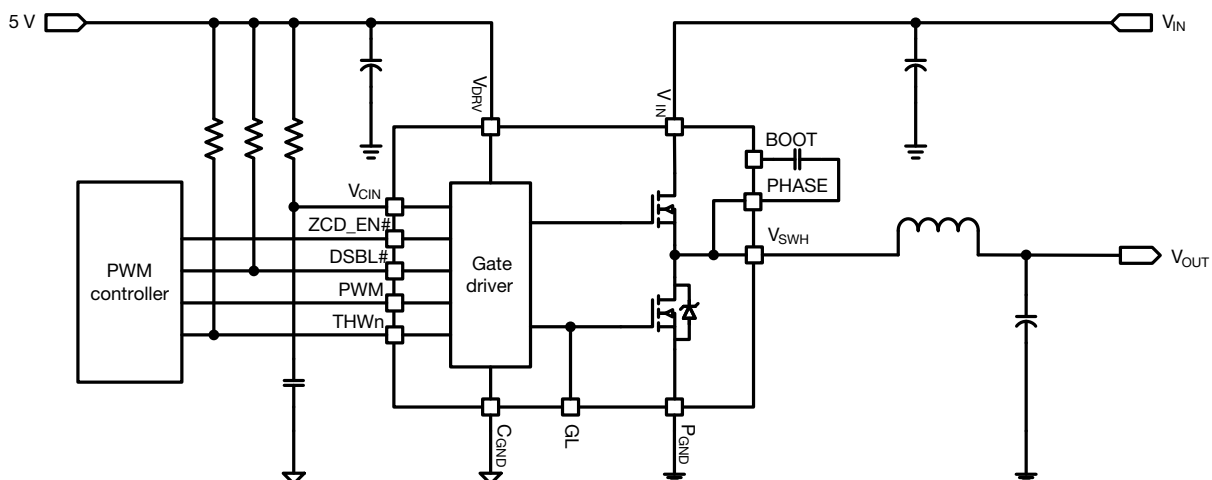 5 V
VIN
VDRV
VIN
BOOT
PHASE
VCIN
ZCD_EN#
DSBL#
PWM
THWn
PWM
controller
Gate
driver
VSWH
VOUT
CGND
GL
PGND